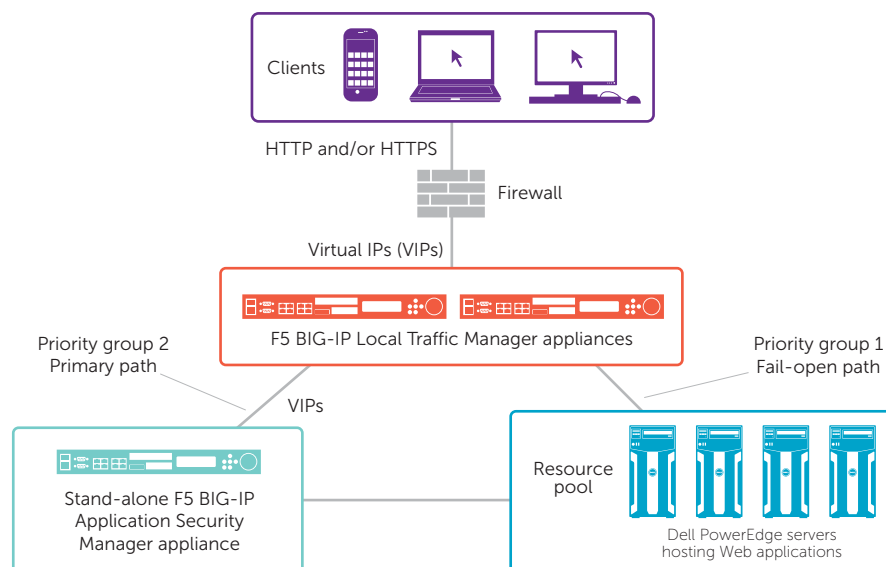 Clients
HTTP and/or HTTPS
Firewall
Virtual IPs (VIPs)
F5 BIG-IP Local Traffic Manager appliances
Priority group 2
Primary path
Priority group 1
Fail-open path
VIPs
Stand-alone F5 BIG-IP
Application Security
Manager appliance
Resource
pool
Dell PowerEdge servers
hosting Web applications